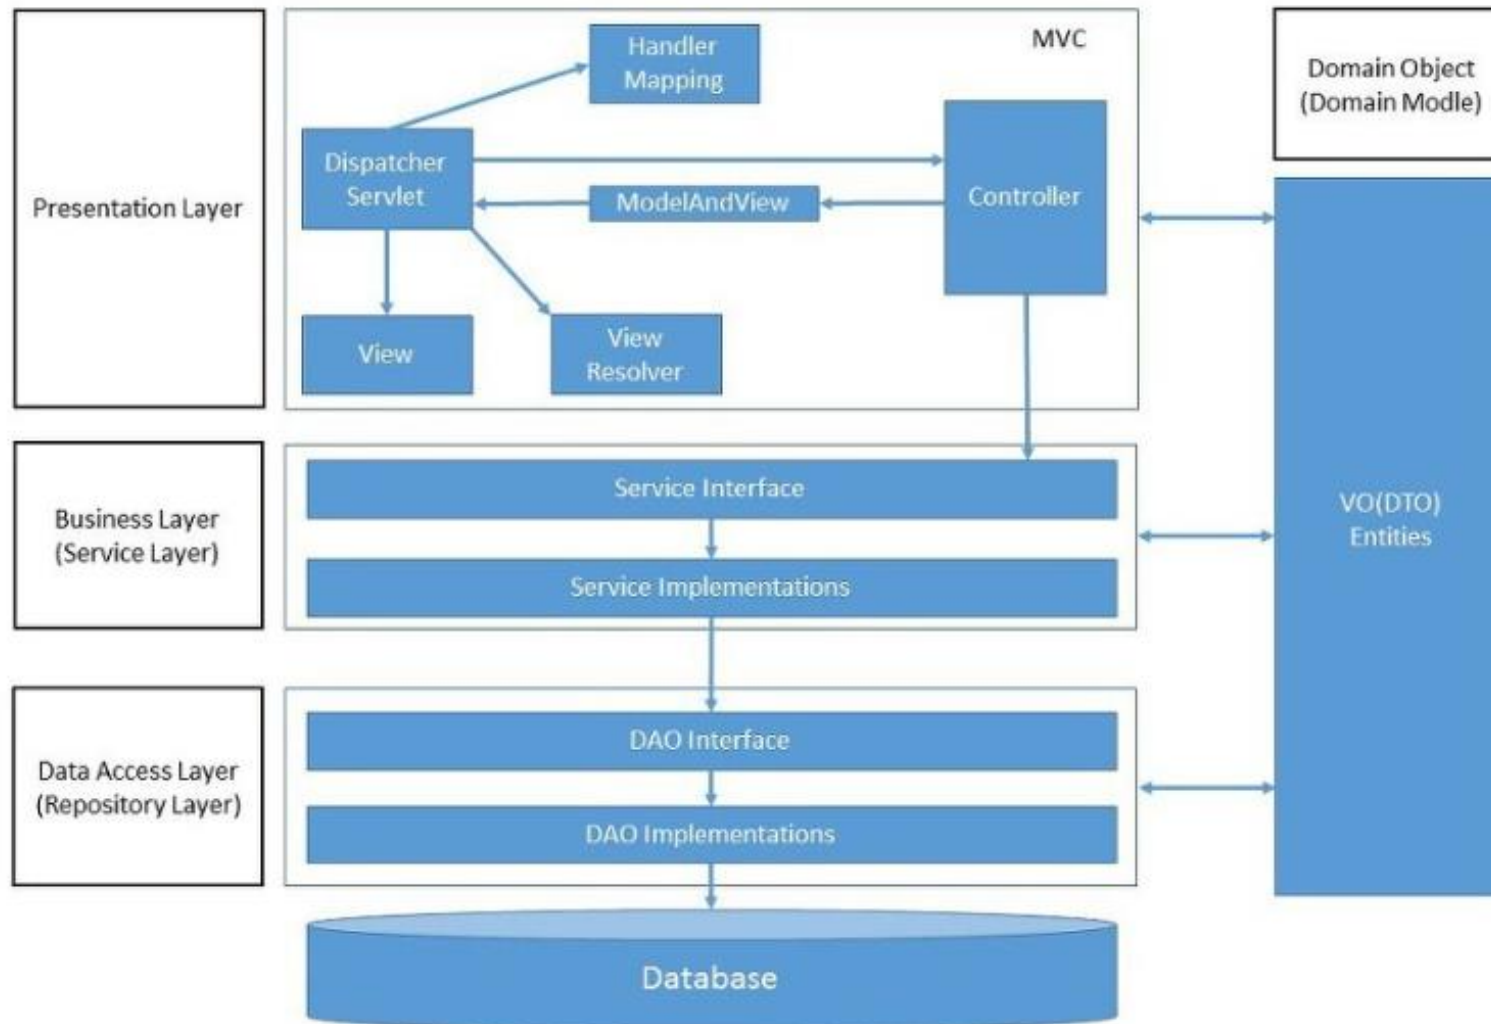 Presentation Layer
MVC
Handler
Mapping
Dispatcher
Servlet
ModelAndView
Controller
View
View
Resolver
Domain Object
(Domain Modle)
VO(DTO)
Entities
Business Layer
(Service Layer)
Service Interface
Service Implementations
Data Access Layer
(Repository Layer)
DAO Interface
DAO Implementations
Database